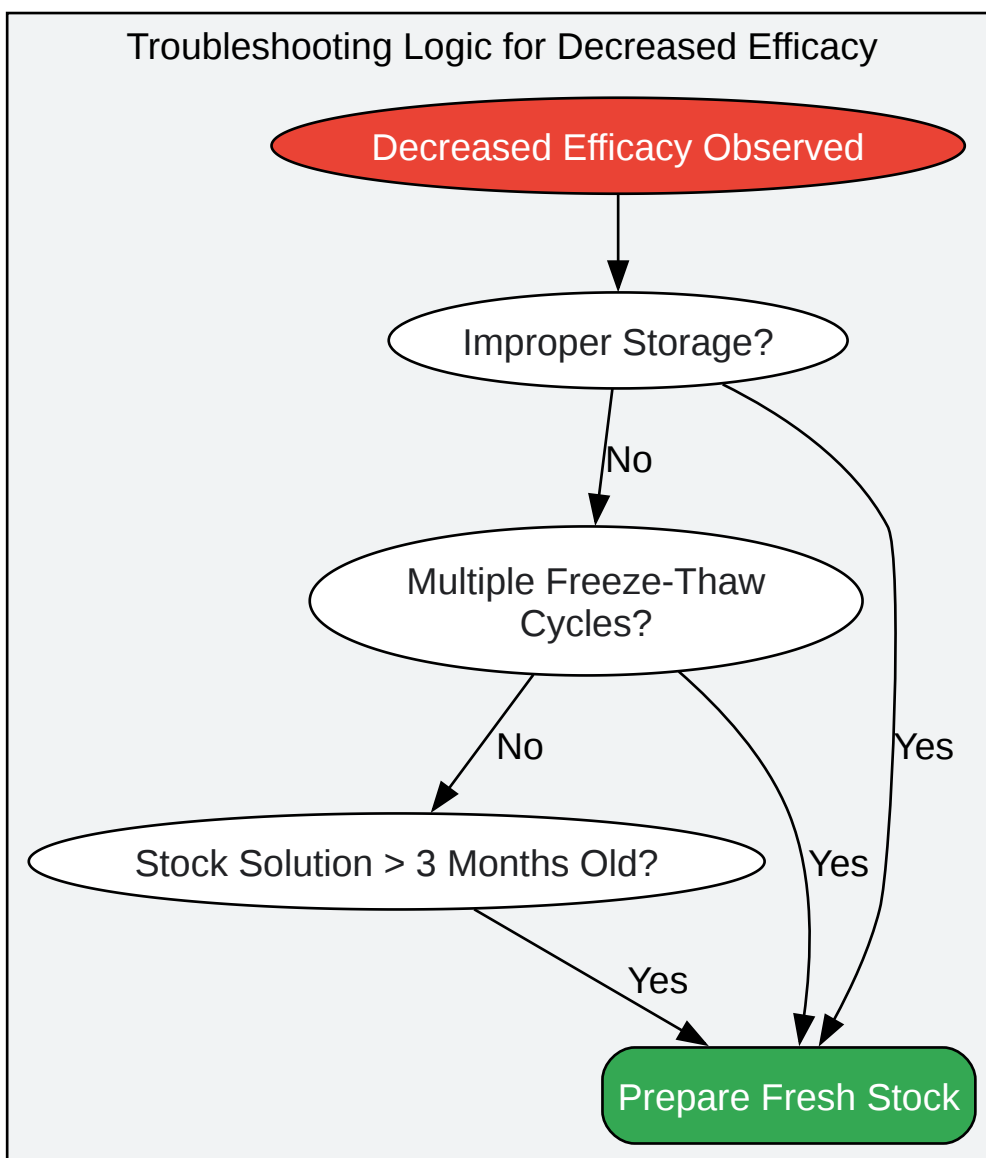 Troubleshooting Logic for Decreased Efficacy
Decreased Efficacy Observed
Improper Storage?
No
Multiple Freeze-Thaw
Cycles?
No
Yes
Stock Solution > 3 Months Old?
Yes
Yes
Prepare Fresh Stock